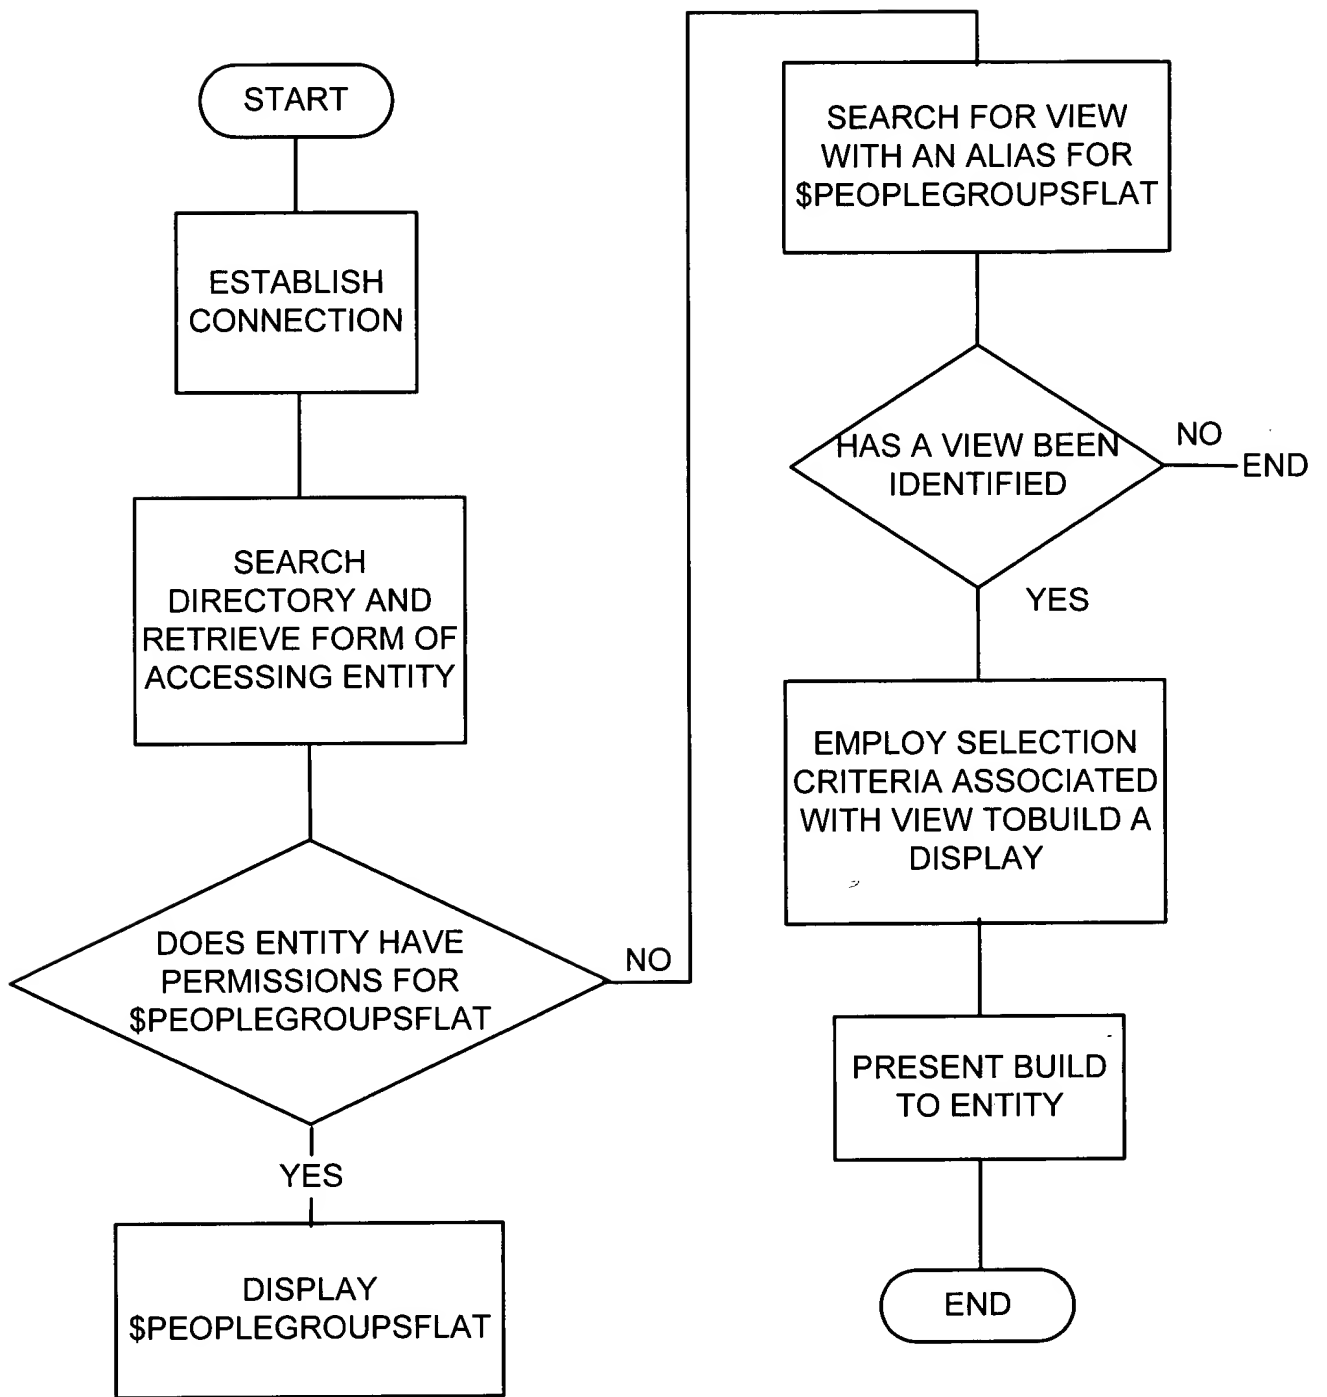 START
ESTABLISH
CONNECTION
SEARCH
DIRECTORY AND
RETRIEVE FORM OF
ACCESSING ENTITY
DOES ENTITY HAVE
PERMISSIONS FOR
$PEOPLEGROUPSFLAT
NO
YES
DISPLAY
$PEOPLEGROUPSFLAT
SEARCH FOR VIEW
WITH AN ALIAS FOR
$PEOPLEGROUPSFLAT
HAS A VIEW BEEN
IDENTIFIED
NO
END
YES
EMPLOY SELECTION
CRITERIA ASSOCIATED
WITH VIEW TOBUILD A
DISPLAY
PRESENT BUILD
TO ENTITY
END